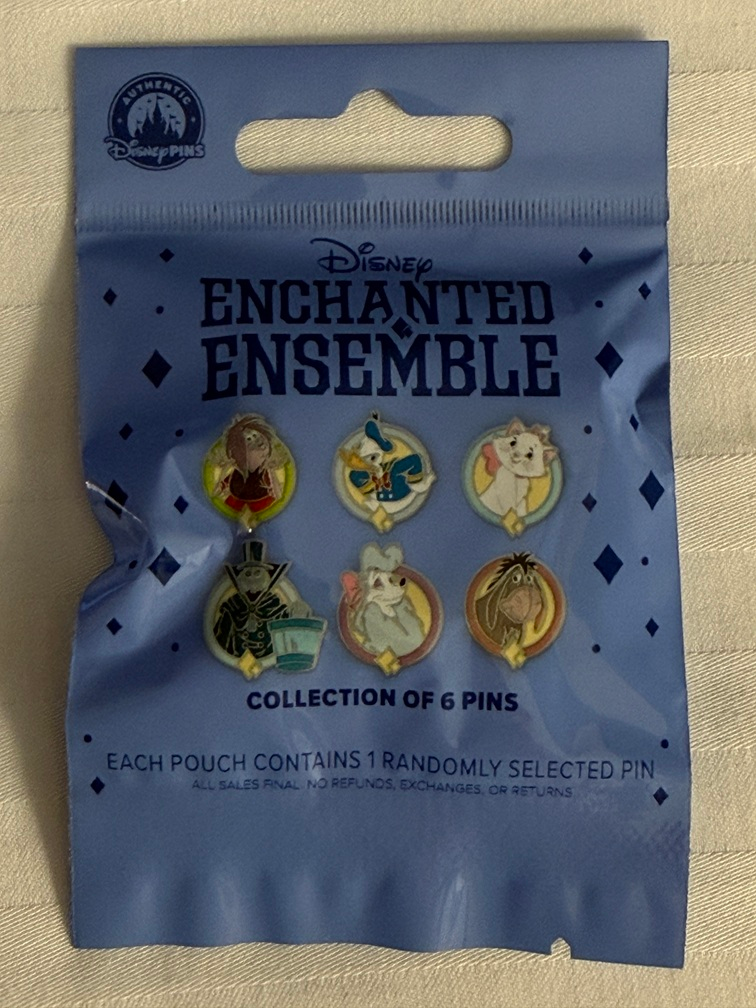 AUTHENTIC
Disney PINS
Disney
ENCHANTED
ENSEMBLE
COLLECTION OF 6 PINS
EACH POUCH CONTAINS 1 RANDOMLY SELECTED PIN
ALL SALES FINAL. NO REFUNDS, EXCHANGES, OR RETURNS.